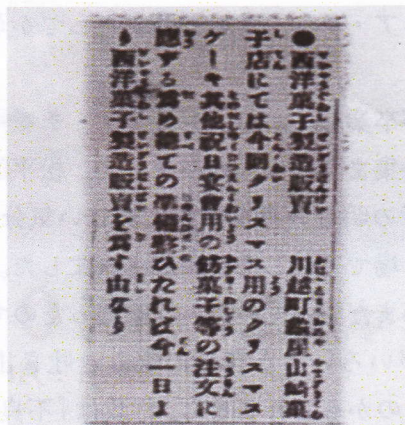 ●西洋菓子製造販賣　川越町龜屋山崎菓
子店にては今囘クリスマス用のクリスマス
ケーキ其他祝日宴會用の飾菓子等の注文に
應ずる爲め總ての準備整ひたれば今一日よ
り西洋菓子製造販賣を爲す由なり